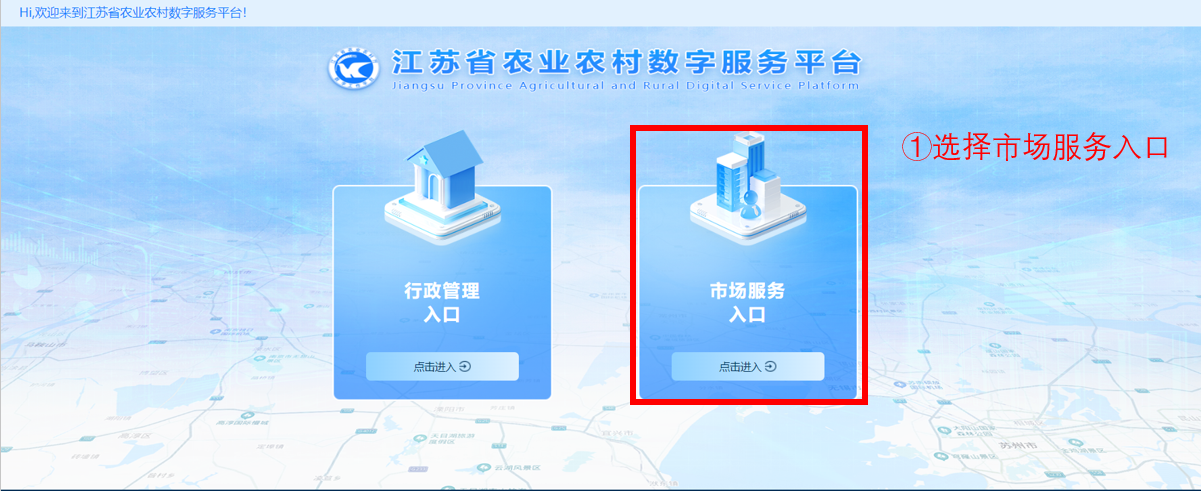 Hi,欢迎来到江苏省农业农村数字服务平台!
江苏省农业农村数字服务平台
Jiangsu Province Agricultural and Rural Digital Service Platform
①选择市场服务入口
行政管理
入口
点击进入
市场服务
入口
点击进入
苏州市